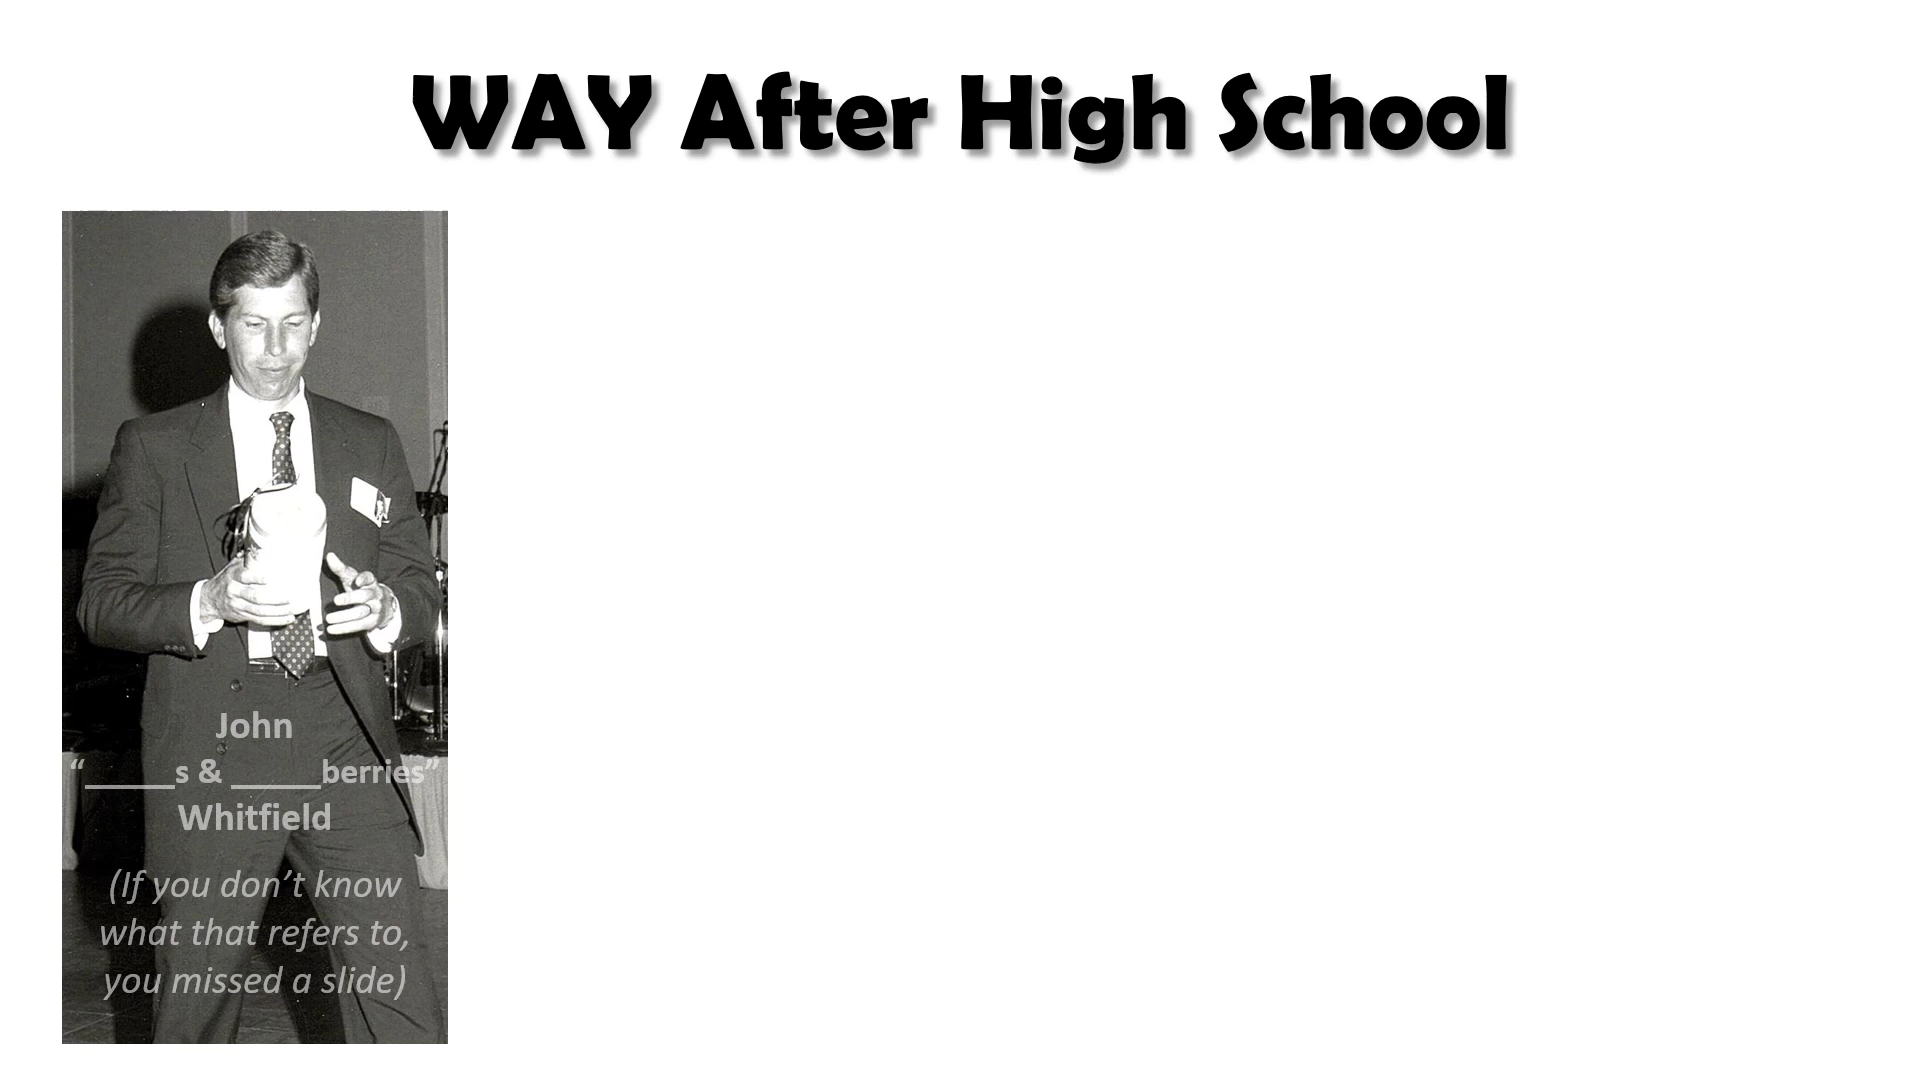 WAY After High School
John
“_____s & _____berries”
Whitfield
(If you don’t know
what that refers to,
you missed a slide)